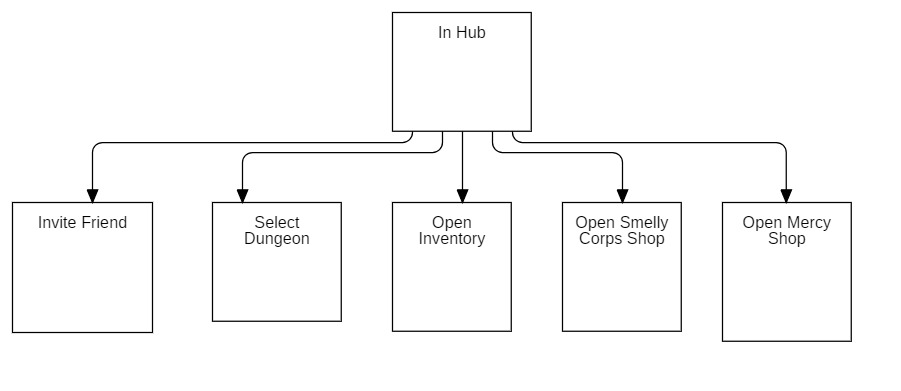 In Hub
Invite Friend
Select
Dungeon
Open
Inventory
Open Smelly
Corps Shop
Open Mercy
Shop